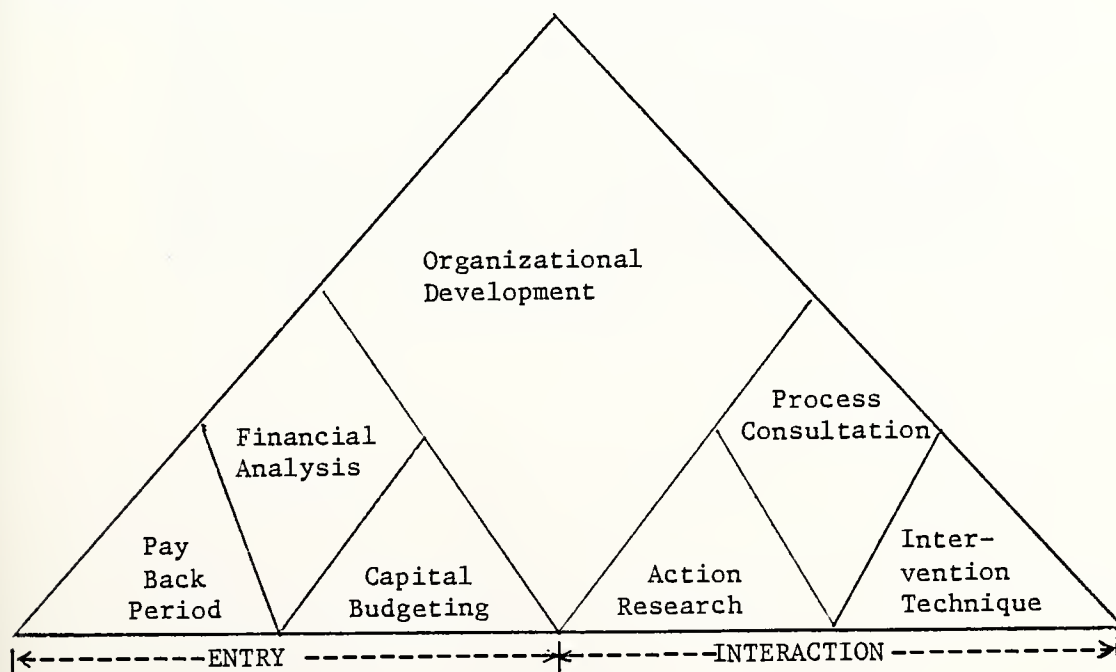 Organizational
Development
Process
Consultation
Financial
Analysis
Pay
Back
Period
Capital
Budgeting
Action
Research
Inter-
vention
Technique
ENTRY
INTERACTION